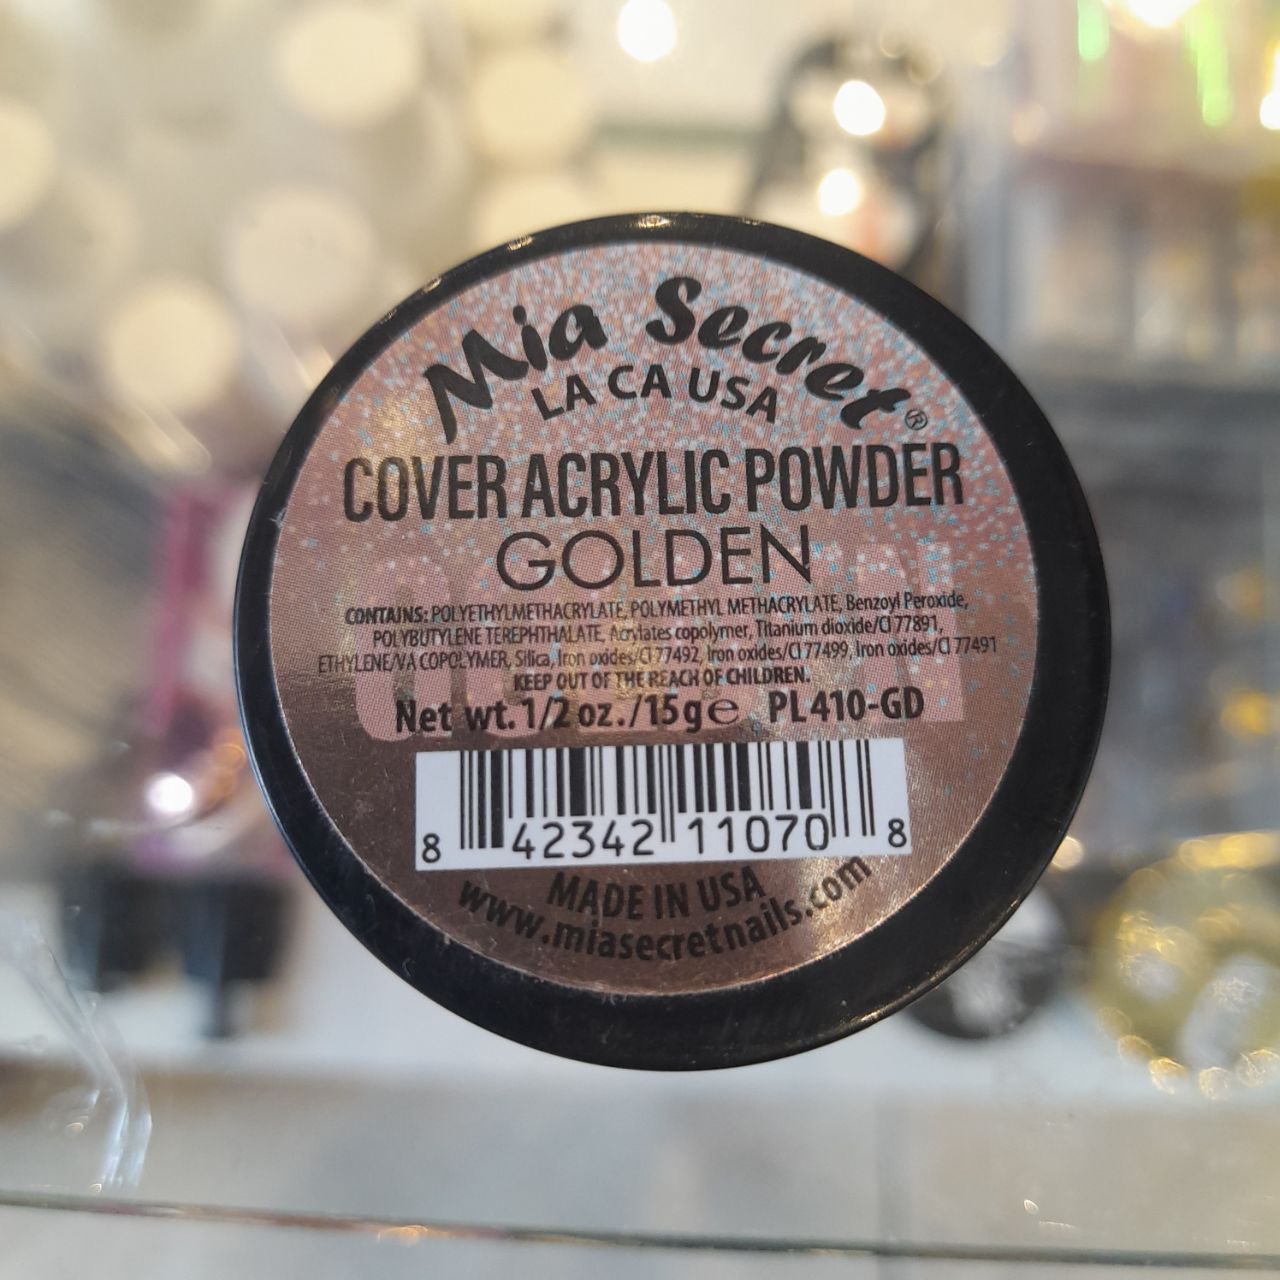 Mia Secret®
LA CA USA
COVER ACRYLIC POWDER
GOLDEN
CONTAINS: POLYETHYLMETHACRYLATE, POLYMETHYL METHACRYLATE, Benzoyl Peroxide,
POLYBUTYLENE TEREPHTHALATE, Acrylates copolymer, Titanium dioxide/CI 77891,
ETHYLENE/VA COPOLYMER, Silica, Iron oxides/CI 77492, Iron oxides/CI 77499, Iron oxides/CI 77491
KEEP OUT OF THE REACH OF CHILDREN.
Net wt. 1/2 oz./15g℮ PL410-GD
8 42342 11070 8
MADE IN USA
www.miasecretnails.com